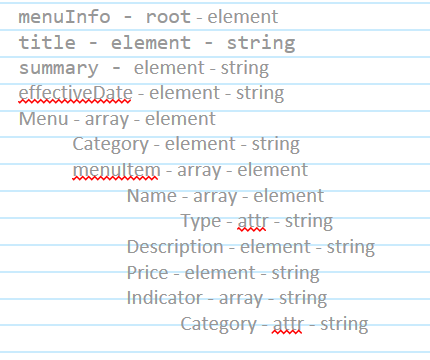 menuInfo - root - element
title - element - string
summary - element - string
effectiveDate - element - string
Menu - array - element
Category - element - string
menuItem - array - element
Name - array - element
Type - attr - string
Description - element - string
Price - element - string
Indicator - array - string
Category - attr - string